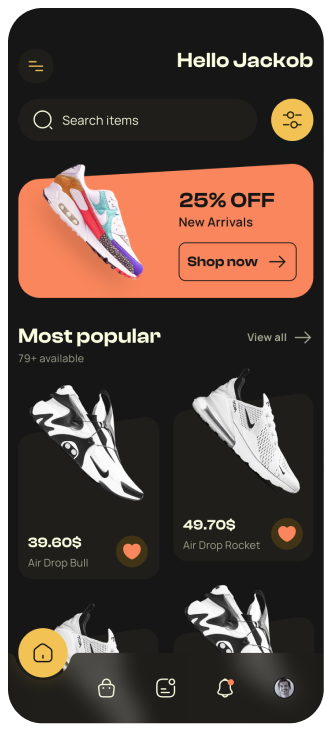 Hello Jackob
Search items
25% OFF
New Arrivals
Shop now
Most popular
View all
79+ available
39.60$
Air Drop Bull
49.70$
Air Drop Rocket